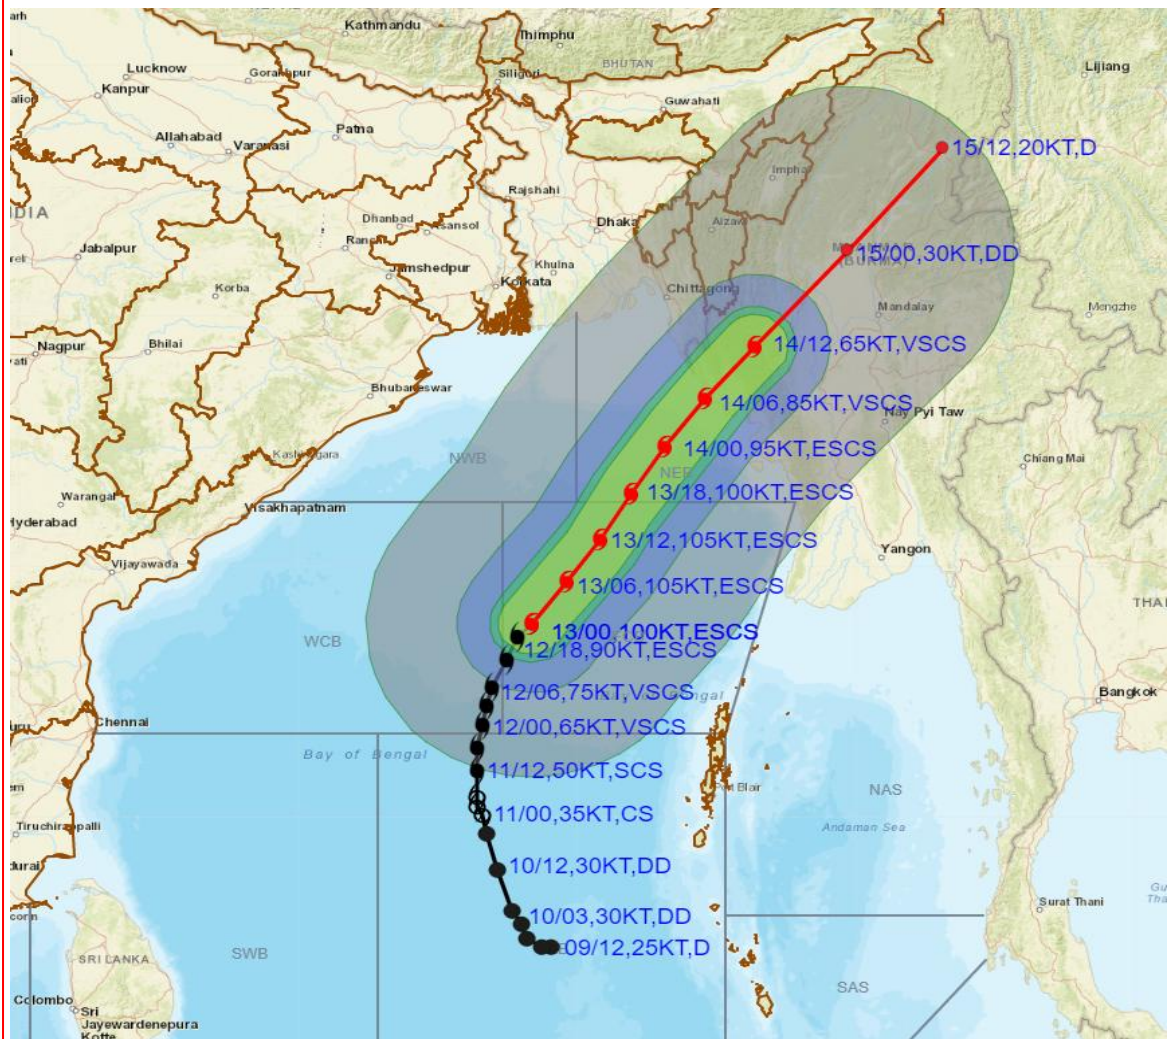 arh
Kathmandu
Thimphu
Lijiang
Lucknow
Gorakhpur
Siligori
BHUTAN
Kanpur
Guwahati
Allahabad
Patna
Varanasi
15/12,20KT,D
Impha
Rajshahi
DIA
Dhanbad
Asansol
Dhaka
Aizaw
Jabalpur
Ranchi
15/00,30KT,DD
(BURMA)
Jamshedpur
Khulna
Korba
Kolkata
Chittagong
Mandalay
Mengzhe
Nagpur
Bhilai
14/12,65KT,VSCS
Bhubaneswar
14/06,85KT,VSCS
Nay Pyi Taw
NWB
14/00,95KT,ESCS
Chiang Mai
Warangal
13/18,100KT,ESCS
Visakhapatnam
Hyderabad
13/12,105KT,ESCS
Yangon
Vijayawada
13/06,105KT,ESCS
THA
WCB
13/00,100KT,ESCS
12/18,90KT,ESCS
12/06,75KT,VSCS
Bangkok
Chennai
12/00,65KT,VSCS
Bay of Bengal
11/12,50KT,SCS
Port Blair
NAS
11/00,35KT,CS
Andaman Sea
Tiruchirappalli
10/12,30KT,DD
Surat Thani
10/03,30KT,DD
09/12,25KT,D
SWB
SRI LANKA
SAS
Colombo
Sri
Jayewardenepura
Kotte